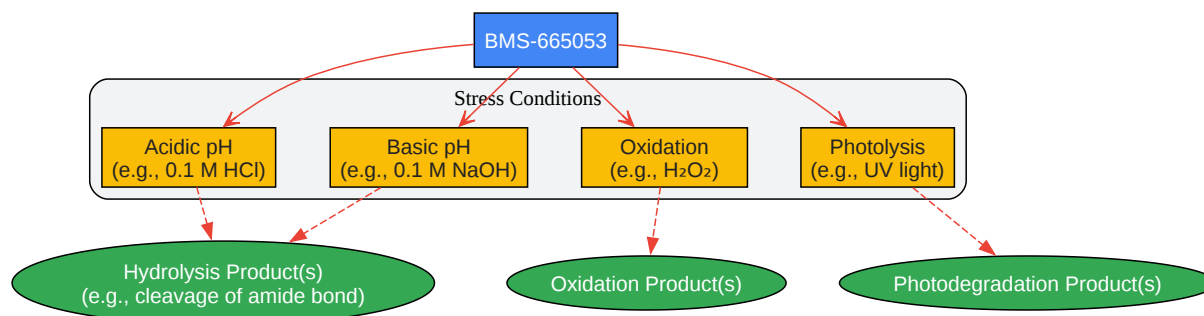 BMS-665053
Stress Conditions
Acidic pH
(e.g., 0.1 M HCl)
Basic pH
(e.g., 0.1 M NaOH)
Oxidation
(e.g., H₂O₂)
Photolysis
(e.g., UV light)
Hydrolysis Product(s)
(e.g., cleavage of amide bond)
Oxidation Product(s)
Photodegradation Product(s)